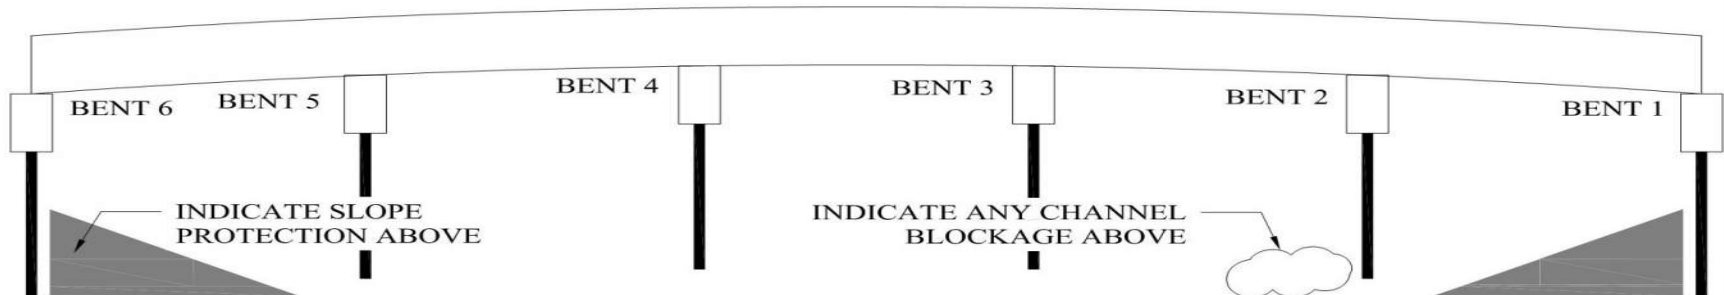 BENT 6
BENT 5
BENT 4
BENT 3
BENT 2
BENT 1
INDICATE SLOPE
PROTECTION ABOVE
INDICATE ANY CHANNEL
BLOCKAGE ABOVE